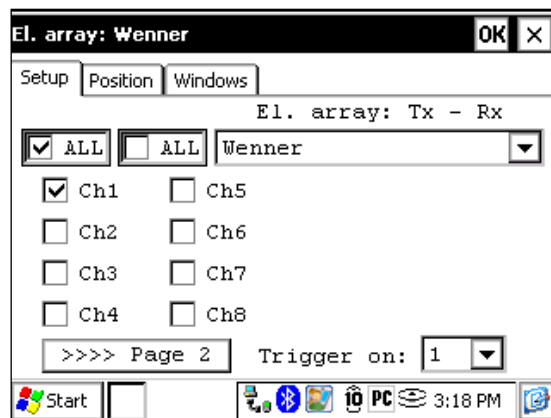 El. array: Wenner OK
Setup Position Windows
El. array: Tx - Rx
ALL ALL Wenner
Ch1 Ch5
Ch2 Ch6
Ch3 Ch7
Ch4 Ch8
>>>> Page 2 Trigger on: 1
Start PC 3:18 PM